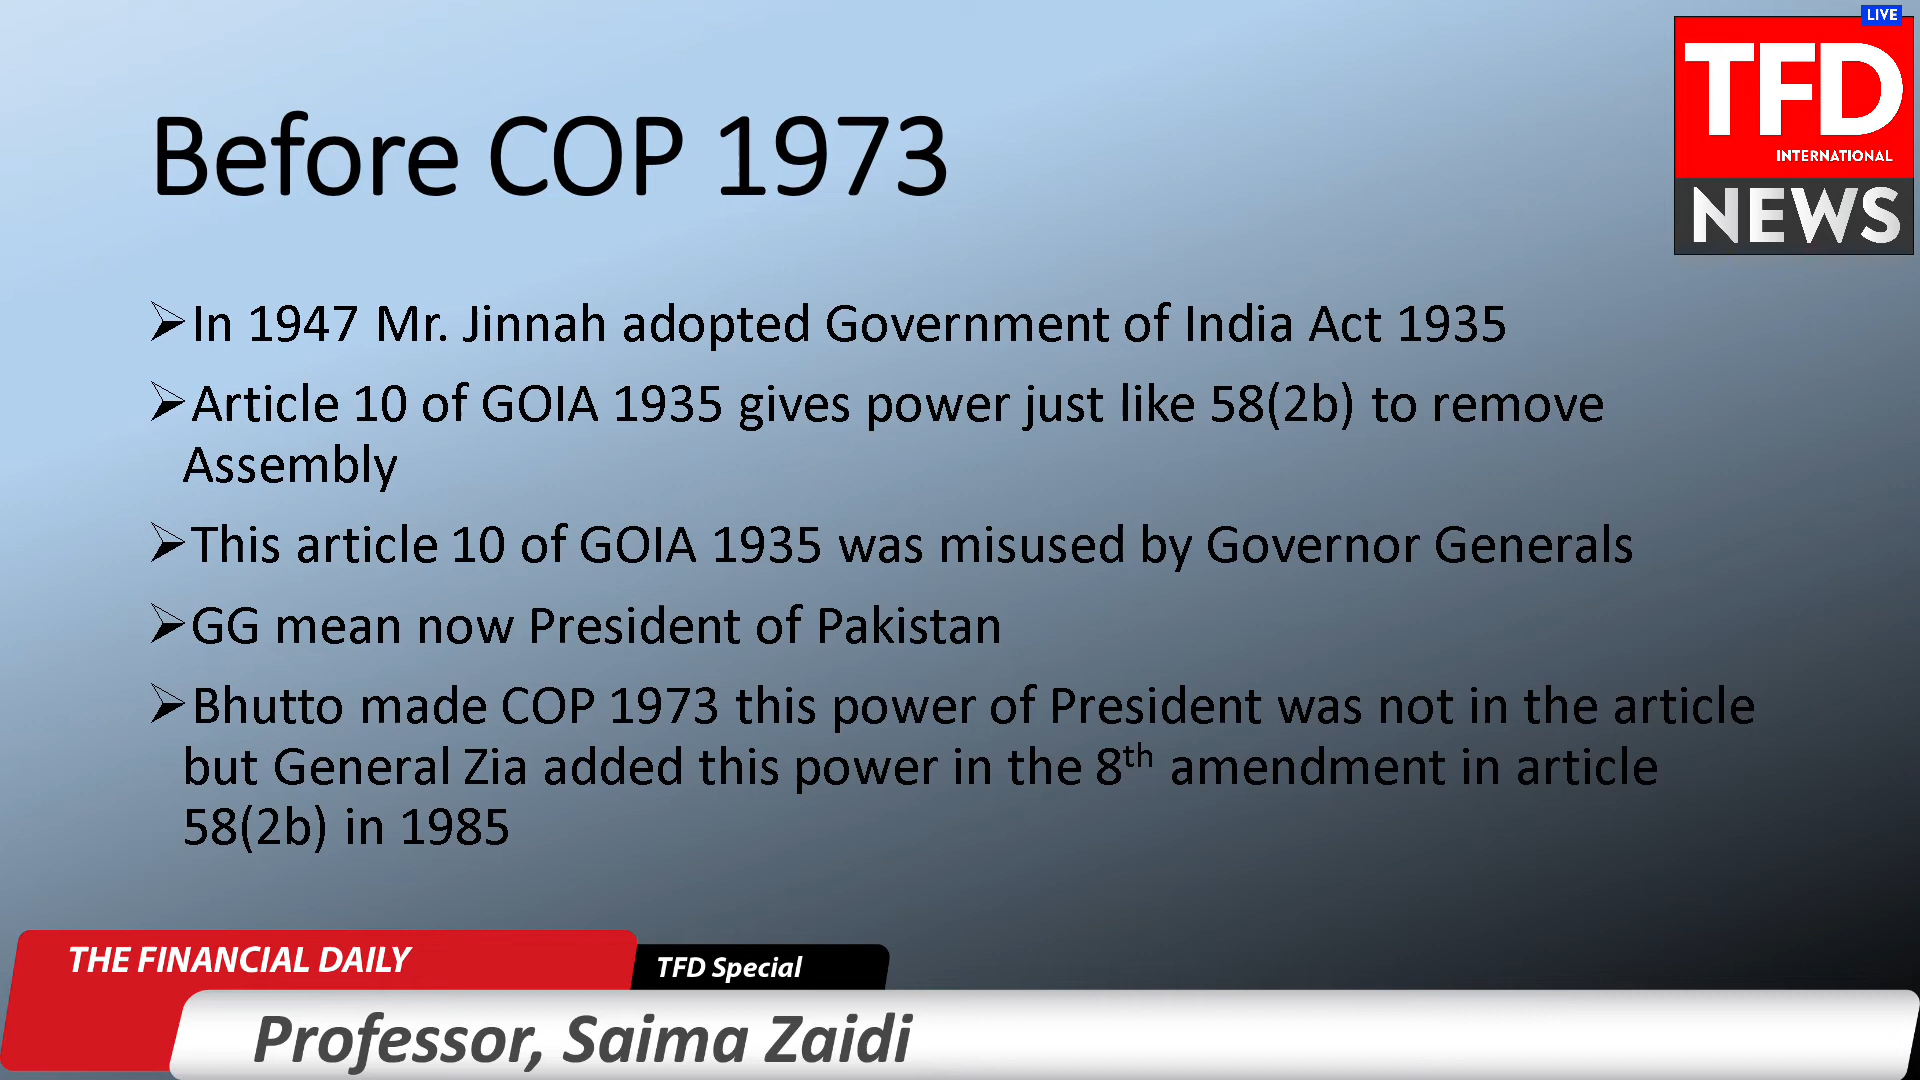 LIVE
TFD
INTERNATIONAL
NEWS
Before COP 1973
➢In 1947 Mr. Jinnah adopted Government of India Act 1935
➢Article 10 of GOIA 1935 gives power just like 58(2b) to remove
Assembly
➢This article 10 of GOIA 1935 was misused by Governor Generals
➢GG mean now President of Pakistan
➢Bhutto made COP 1973 this power of President was not in the article
but General Zia added this power in the 8th amendment in article
58(2b) in 1985
THE FINANCIAL DAILY
TFD Special
Professor, Saima Zaidi